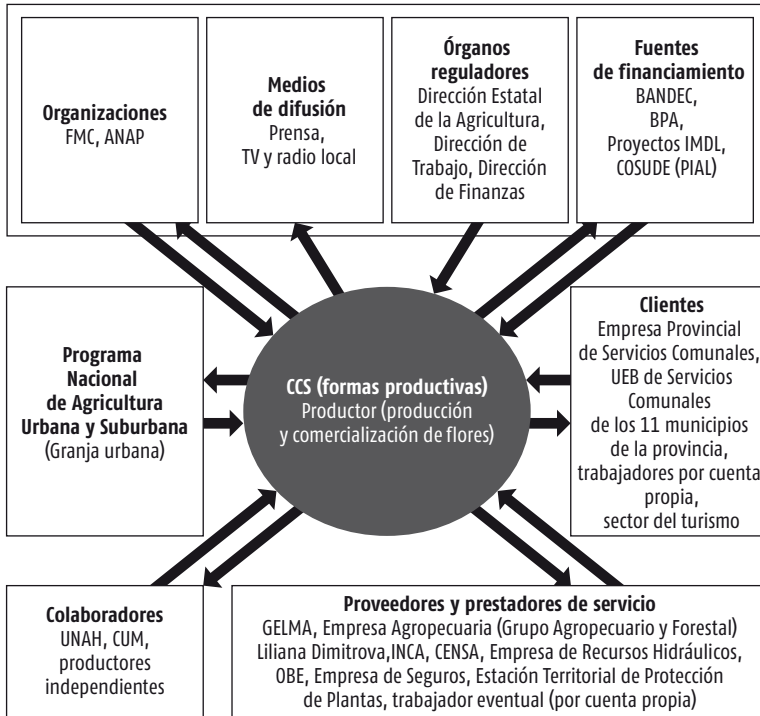 Organizaciones
FMC, ANAP
Medios
de difusión
Prensa,
TV y radio local
Órganos
reguladores
Dirección Estatal
de la Agricultura,
Dirección de
Trabajo, Dirección
de Finanzas
Fuentes
de financiamiento
BANDEC,
BPA,
Proyectos IMDL,
COSUDE (PIAL)
Programa
Nacional
de Agricultura
Urbana y Suburbana
(Granja urbana)
CCS (formas productivas)
Productor (producción
y comercialización de flores)
Clientes
Empresa Provincial
de Servicios Comunales,
UEB de Servicios
Comunales
de los 11 municipios
de la provincia,
trabajadores por cuenta
propia,
sector del turismo
Colaboradores
UNAH, CUM,
productores
independientes
Proveedores y prestadores de servicio
GELMA, Empresa Agropecuaria (Grupo Agropecuario y Forestal)
Liliana Dimitrova,INCA, CENSA, Empresa de Recursos Hidráulicos,
OBE, Empresa de Seguros, Estación Territorial de Protección
de Plantas, trabajador eventual (por cuenta propia)